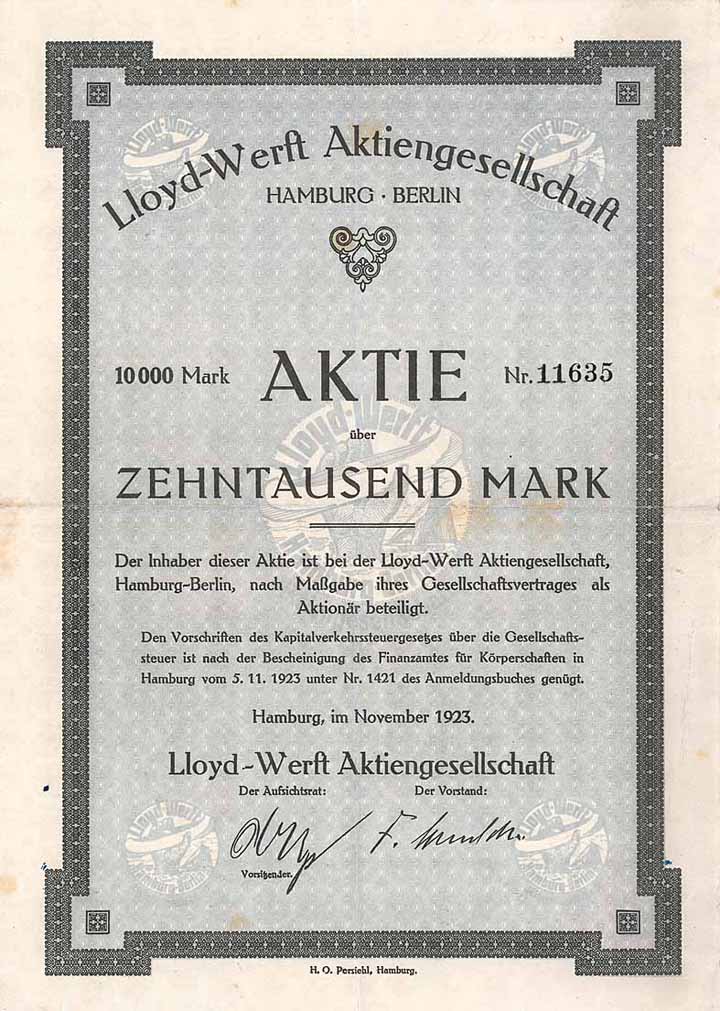 Lloyd-Werft Aktiengesellschaft
HAMBURG · BERLIN
10000 Mark AKTIE Nr. 11635
über
ZEHNTAUSEND MARK
Der Inhaber dieser Aktie ist bei der Lloyd-Werft Aktiengesellschaft,
Hamburg-Berlin, nach Maßgabe ihres Gesellschaftsvertrages als
Aktionär beteiligt.
Den Vorschriften des Kapitalverkehrssteuergesetzes über die Gesellschafts-
steuer ist nach der Bescheinigung des Finanzamtes für Körperschaften in
Hamburg vom 5. 11. 1923 unter Nr. 1421 des Anmeldungsbuches genügt.
Hamburg, im November 1923.
Lloyd-Werft Aktiengesellschaft
Der Aufsichtsrat: Der Vorstand:
Vorsitzender.
H. O. Persiehl, Hamburg.